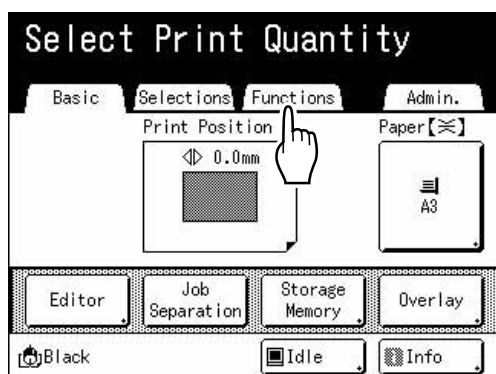 Select Print Quantity
Basic Selections Functions Admin.
Print Position Paper【⪥】
◁▷ 0.0mm
A3
Editor Job Separation Storage Memory Overlay
Black Idle Info